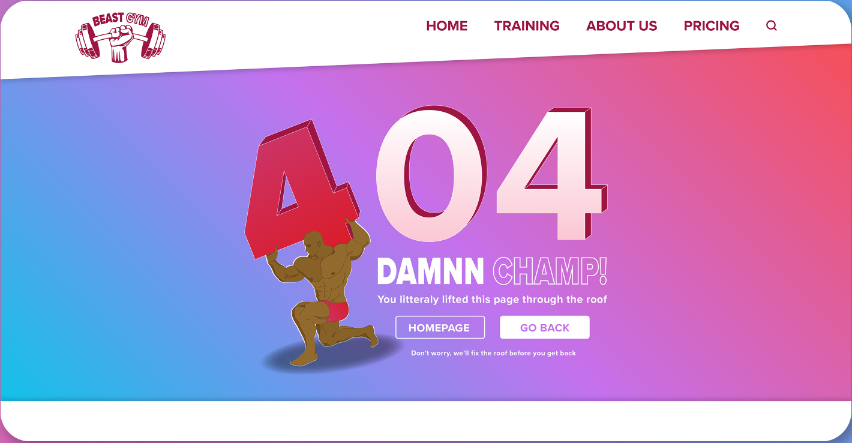 BEAST GYM
HOME TRAINING ABOUT US PRICING
404
DAMNN CHAMP!
You litteraly lifted this page through the roof
HOMEPAGE GO BACK
Don't worry, we'll fix the roof before you get back